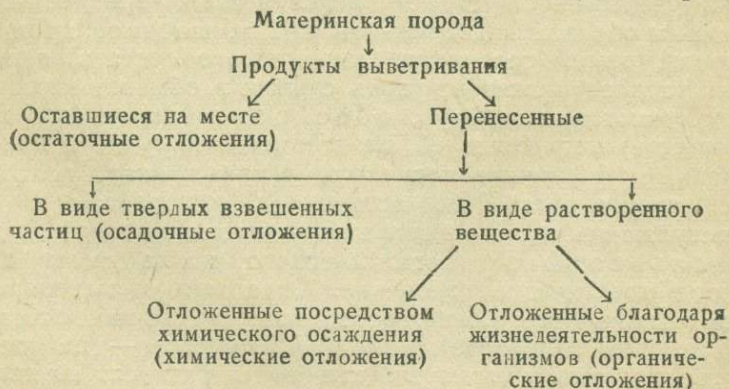 Материнская порода
Продукты выветривания
Оставшиеся на месте
(остаточные отложения)
Перенесенные
В виде твердых взвешенных
частиц (осадочные отложения)
В виде растворенного
вещества
Отложенные посредством
химического осаждения
(химические отложения)
Отложенные благодаря
жизнедеятельности ор-
ганизмов (органиче-
ские отложения)